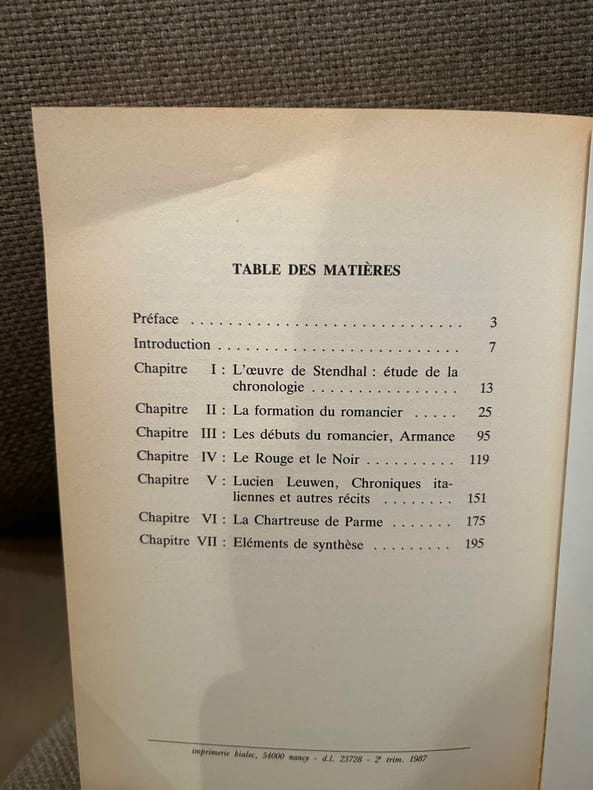 TABLE DES MATIÈRES
Préface .............................. 3
Introduction .......................... 7
Chapitre I : L'œuvre de Stendhal : étude de la
chronologie ................ 13
Chapitre II : La formation du romancier ..... 25
Chapitre III : Les débuts du romancier, Armance 95
Chapitre IV : Le Rouge et le Noir .......... 119
Chapitre V : Lucien Leuwen, Chroniques ita-
liennes et autres récits ........ 151
Chapitre VI : La Chartreuse de Parme ....... 175
Chapitre VII : Eléments de synthèse ......... 195
imprimerie bialec, 54000 nancy - d.l. 23728 - 2e trim. 1987